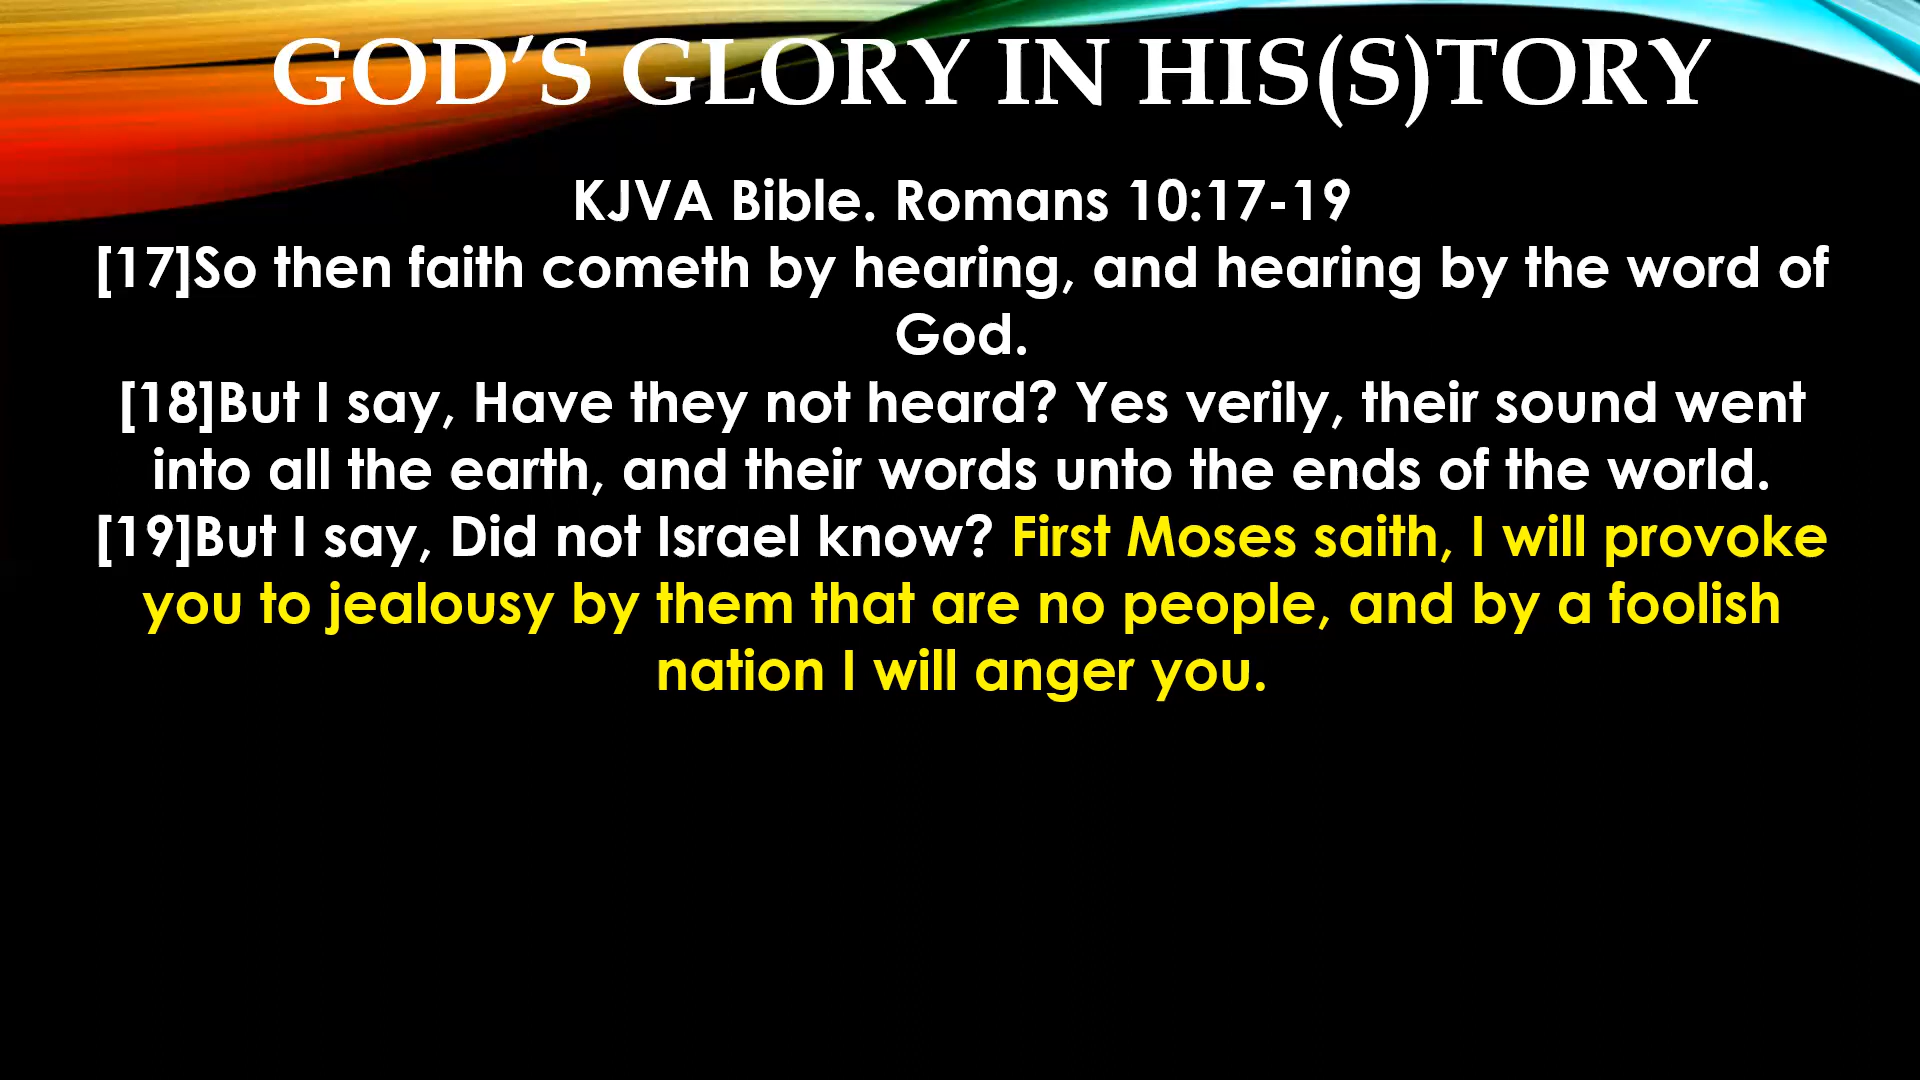 GOD’S GLORY IN HIS(S)TORY
KJVA Bible. Romans 10:17-19
[17]So then faith cometh by hearing, and hearing by the word of
God.
[18]But I say, Have they not heard? Yes verily, their sound went
into all the earth, and their words unto the ends of the world.
[19]But I say, Did not Israel know? First Moses saith, I will provoke
you to jealousy by them that are no people, and by a foolish
nation I will anger you.